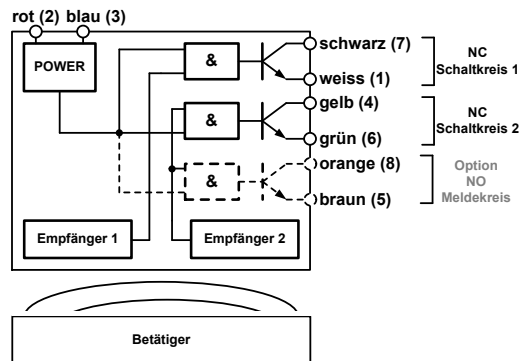 rot (2) blau (3)
POWER
&
schwarz (7)
weiss (1)
NC
Schaltkreis 1
&
gelb (4)
grün (6)
NC
Schaltkreis 2
&
orange (8)
braun (5)
Option
NO
Meldekreis
Empfänger 1
Empfänger 2
Betätiger